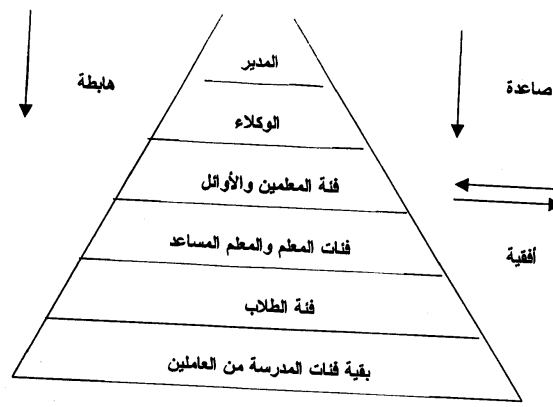 المدير
هابطة
صاعدة
الوكلاء
فئة المعلمين والأوائل
فئات المعلم والمعلم المساعد
أفقية
فئة الطلاب
بقية فئات المدرسة من العاملين